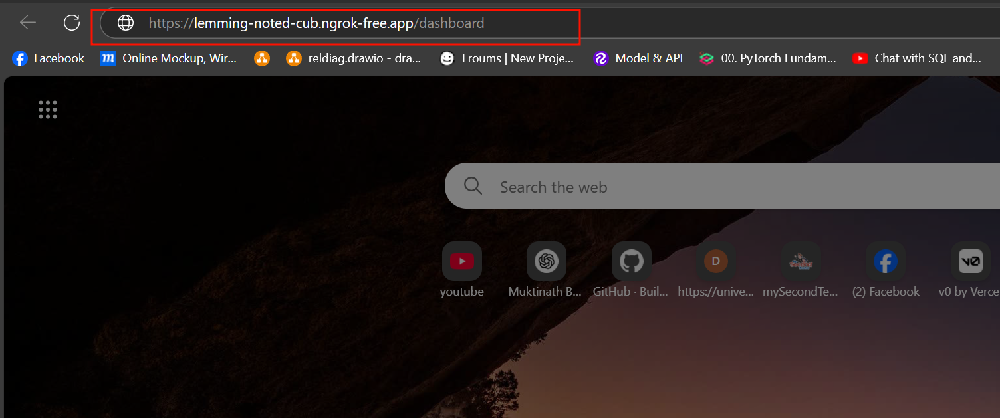 https://lemming-noted-cub.ngrok-free.app/dashboard
Facebook m Online Mockup, Wir... reldiag.drawio - dra... Froums | New Proje... Model & API 00. PyTorch Fundam... Chat with SQL and...
Search the web
D v0
youtube Muktinath B... GitHub · Buil... https://unive... mySecondTe... (2) Facebook v0 by Verce